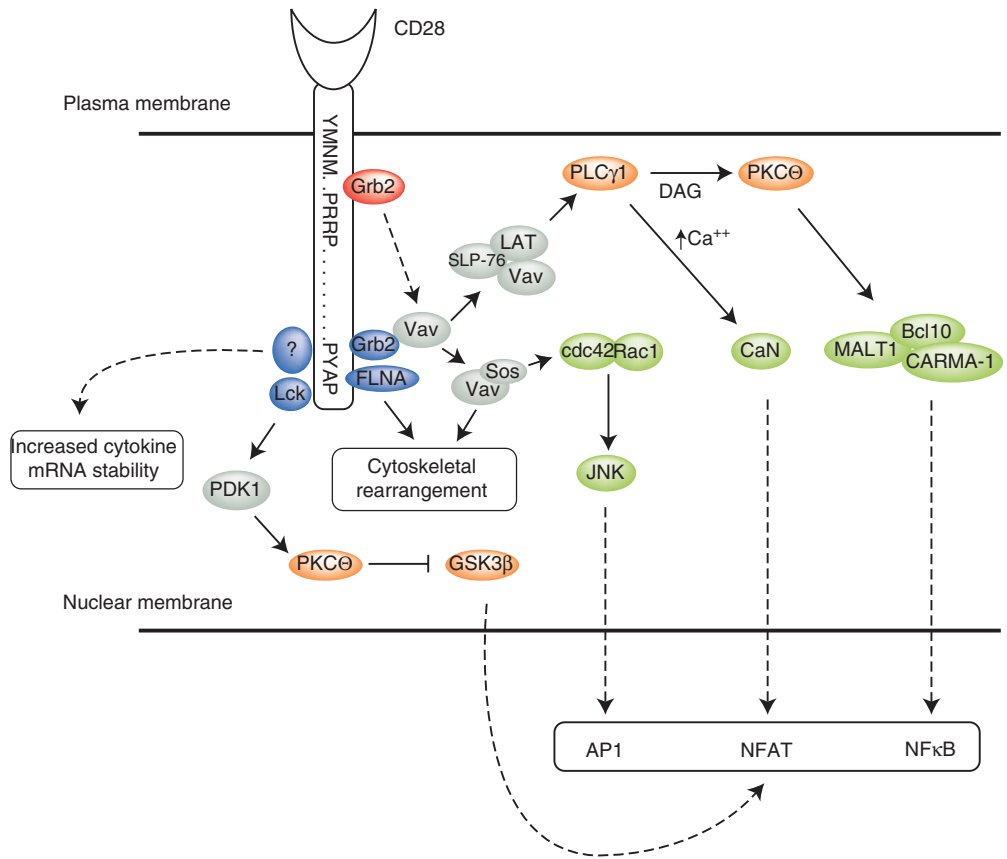 CD28
Plasma membrane
YMNM..PRRP..........PYAP
Grb2
PLCγ1
DAG
PKCΘ
↑Ca⁺⁺
LAT
SLP-76
Vav
Vav
Grb2
?
FLNA
Lck
Sos
Vav
cdc42
Rac1
CaN
Bcl10
MALT1
CARMA-1
Increased cytokine
mRNA stability
Cytoskeletal
rearrangement
JNK
PDK1
PKCΘ
GSK3β
Nuclear membrane
AP1
NFAT
NFκB